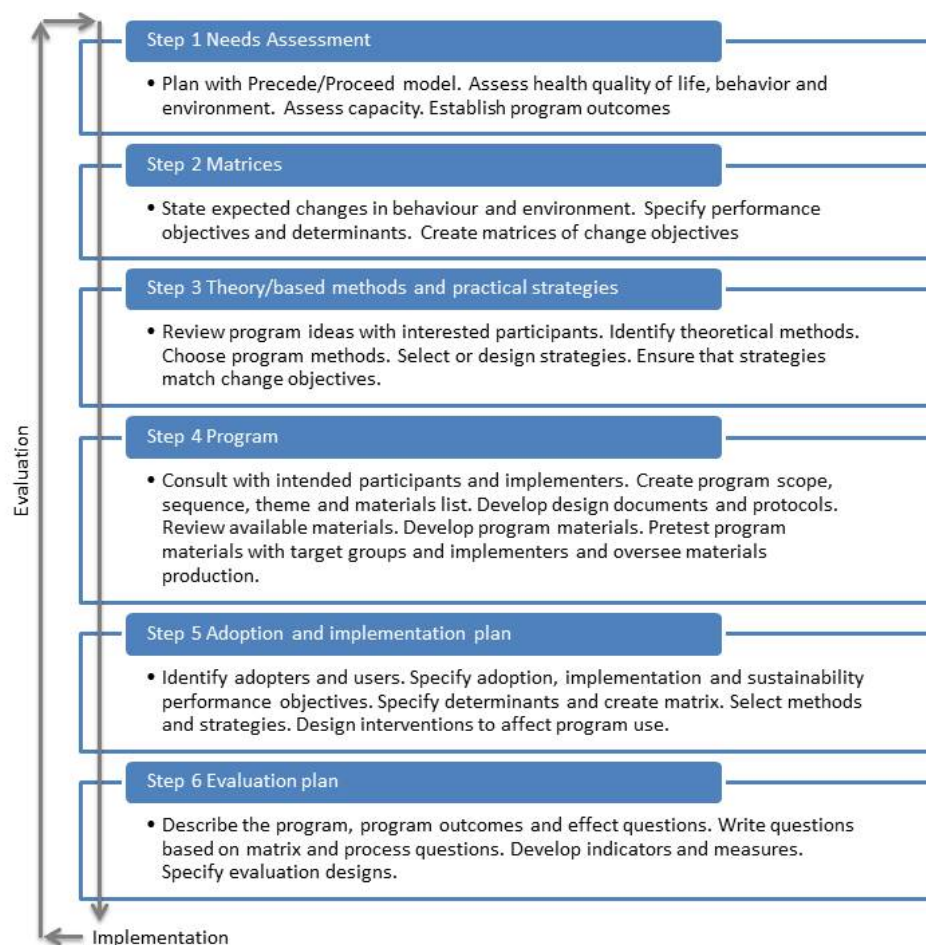 Step 1 Needs Assessment
• Plan with Precede/Proceed model. Assess health quality of life, behavior and
environment. Assess capacity. Establish program outcomes
Step 2 Matrices
• State expected changes in behaviour and environment. Specify performance
objectives and determinants. Create matrices of change objectives
Step 3 Theory/based methods and practical strategies
• Review program ideas with interested participants. Identify theoretical methods.
Choose program methods. Select or design strategies. Ensure that strategies
match change objectives.
Step 4 Program
• Consult with intended participants and implementers. Create program scope,
sequence, theme and materials list. Develop design documents and protocols.
Review available materials. Develop program materials. Pretest program
materials with target groups and implementers and oversee materials
production.
Step 5 Adoption and implementation plan
• Identify adopters and users. Specify adoption, implementation and sustainability
performance objectives. Specify determinants and create matrix. Select methods
and strategies. Design interventions to affect program use.
Step 6 Evaluation plan
• Describe the program, program outcomes and effect questions. Write questions
based on matrix and process questions. Develop indicators and measures.
Specify evaluation designs.
Evaluation
Implementation